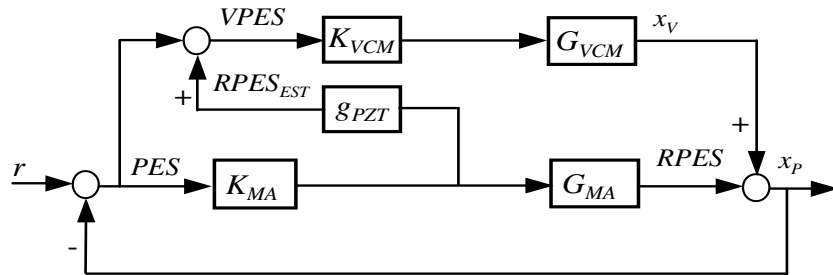 VPES
K_VCM
G_VCM
x_V
+
RPES_EST
g_PZT
+
r
PES
K_MA
G_MA
RPES
x_P
-